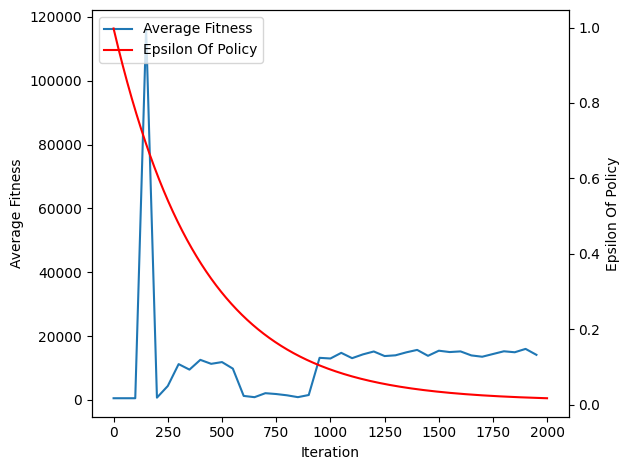 Average Fitness
Epsilon Of Policy
120000
100000
80000
60000
40000
20000
0
Average Fitness
1.0
0.8
0.6
0.4
0.2
0.0
Epsilon Of Policy
0 250 500 750 1000 1250 1500 1750 2000
Iteration